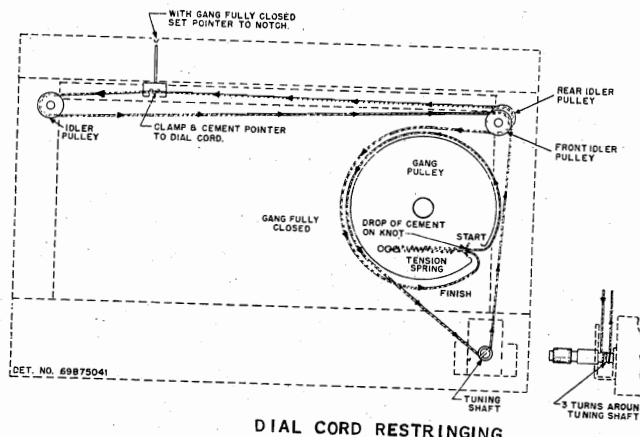 WITH GANG FULLY CLOSED
SET POINTER TO NOTCH.
REAR IDLER
PULLEY
IDLER
PULLEY
CLAMP & CEMENT POINTER
TO DIAL CORD.
FRONT IDLER
PULLEY
GANG
PULLEY
GANG FULLY
CLOSED
DROP OF CEMENT
ON KNOT
START
TENSION
SPRING
FINISH
DET. NO. 69B75041
TUNING
SHAFT
3 TURNS AROUN
TUNING SHAFT
DIAL CORD RESTRINGING